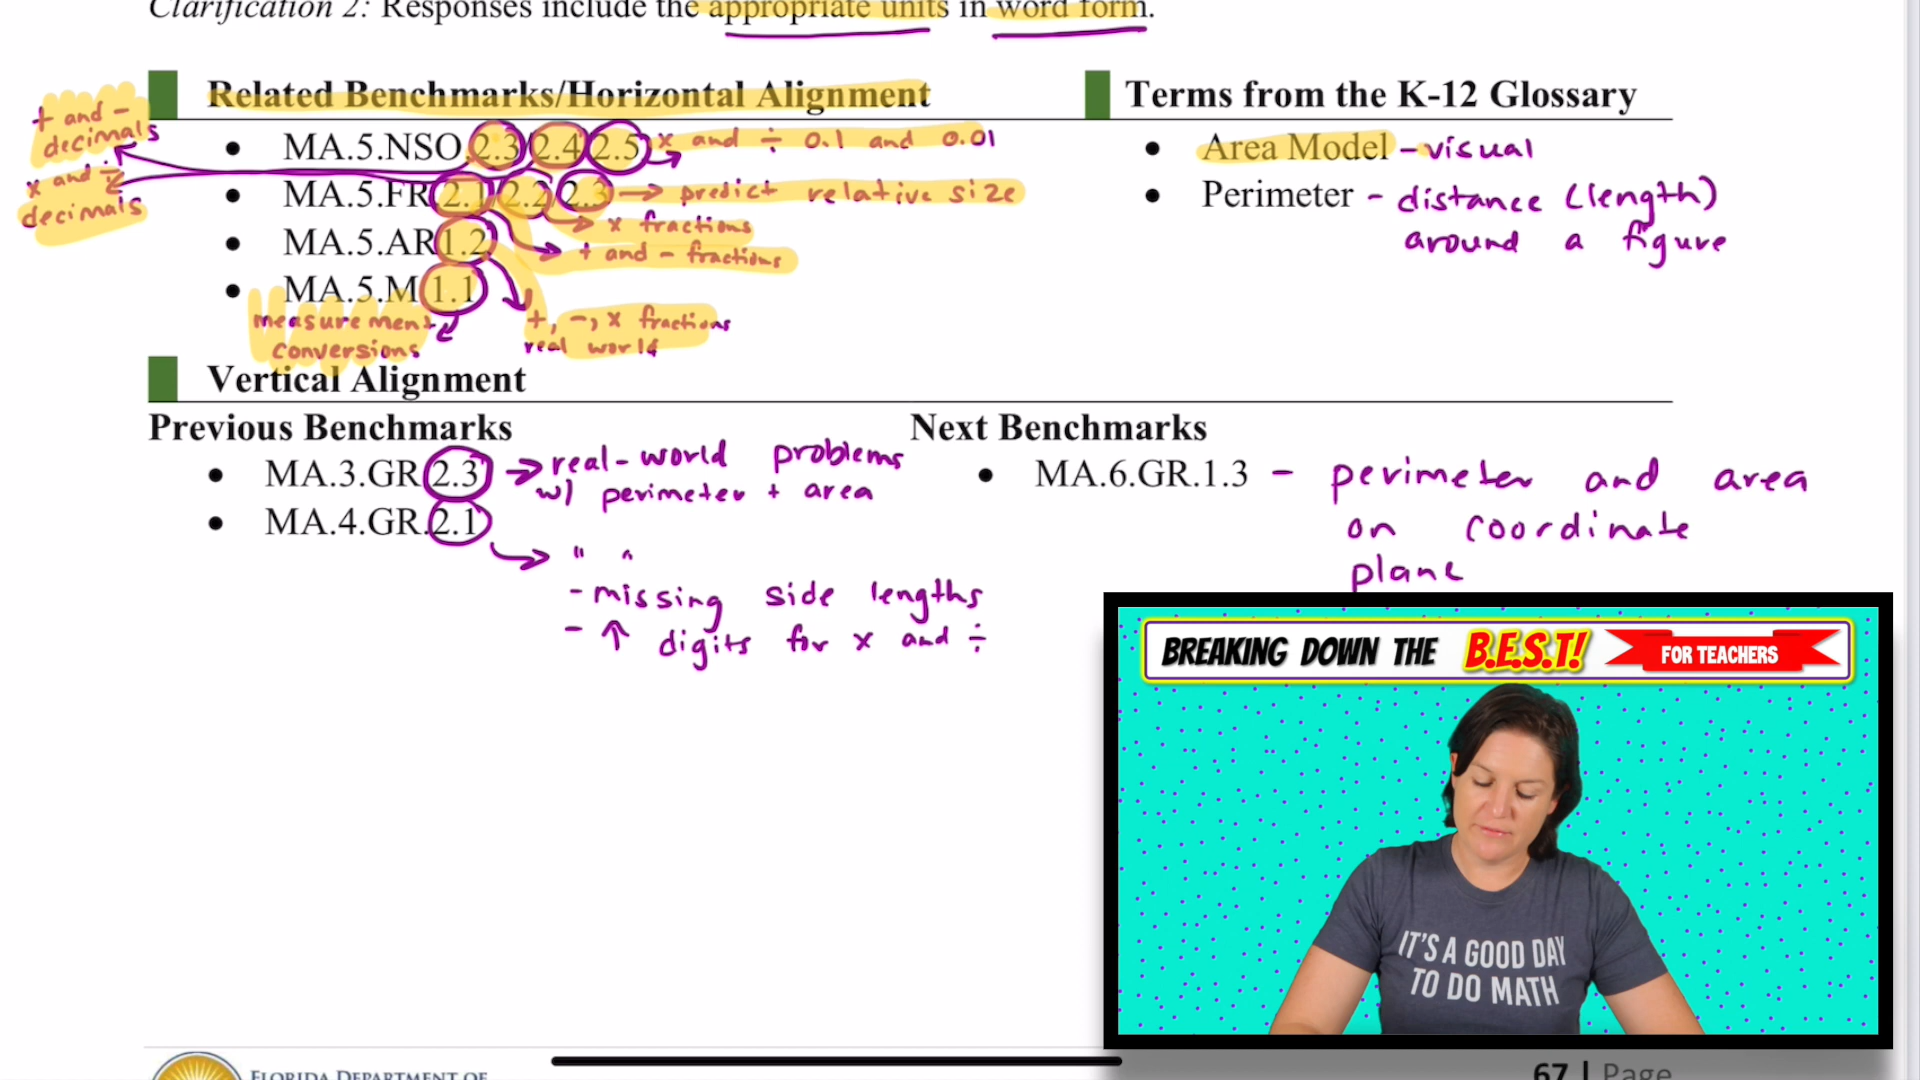 Clarification 2: Responses include the appropriate units in word form.
Related Benchmarks/Horizontal Alignment
+ and -
decimals
x and ÷
decimals
• MA.5.NSO.2.3/2.4/2.5 x and ÷ 0.1 and 0.01
• MA.5.FR.2.1/2.2/2.3 → predict relative size
x fractions
• MA.5.AR.1.2
+ and - fractions
• MA.5.M.1.1
measurement
conversions
+, -, x fractions
real world
Terms from the K-12 Glossary
• Area Model - visual
• Perimeter - distance (length)
around a figure
Vertical Alignment
Previous Benchmarks
• MA.3.GR.2.3 → real-world problems
w/ perimeter + area
• MA.4.GR.2.1
→ " "
- missing side lengths
- ↑ digits for x and ÷
Next Benchmarks
• MA.6.GR.1.3 - perimeter and area
on coordinate
plane
BREAKING DOWN THE B.E.S.T! FOR TEACHERS
IT'S A GOOD DAY
TO DO MATH
FLORIDA DEPARTMENT OF
67 | Page